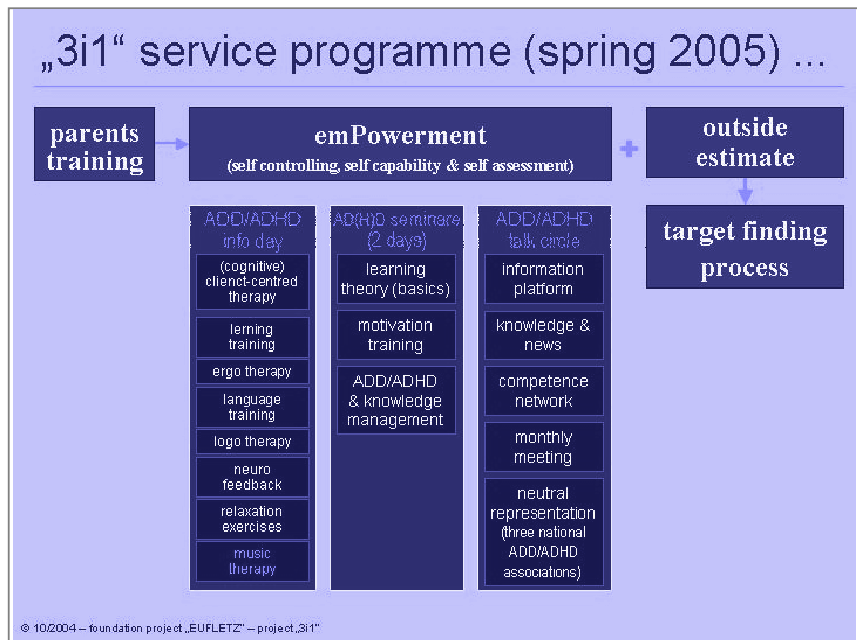 „3i1“ service programme (spring 2005) ...
parents
training
emPowerment
(self controlling, self capability & self assessment)
+
outside
estimate
target finding
process
ADD/ADHD
info day
(cognitive)
clienct-centred
therapy
lerning
training
ergo therapy
language
training
logo therapy
neuro
feedback
relaxation
exercises
music
therapy
AD(H)D seminare
(2 days)
learning
theory (basics)
motivation
training
ADD/ADHD
& knowledge
management
ADD/ADHD
talk circle
information
platform
knowledge &
news
competence
network
monthly
meeting
neutral
representation
(three national
ADD/ADHD
associations)
© 10/2004 – foundation project „EUFLETZ“ – project „3i1“